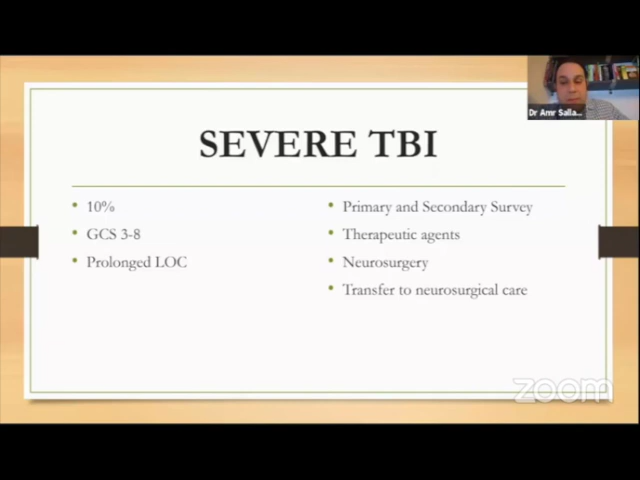 Dr Amr Salla...
SEVERE TBI
• 10%
• GCS 3-8
• Prolonged LOC
• Primary and Secondary Survey
• Therapeutic agents
• Neurosurgery
• Transfer to neurosurgical care
zoom